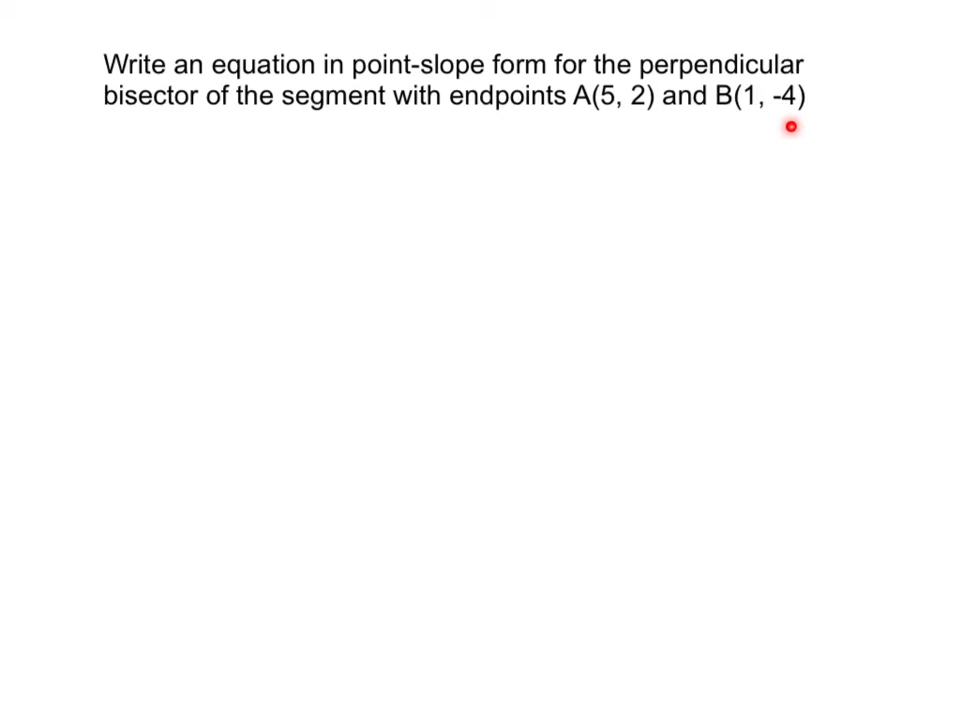 Write an equation in point-slope form for the perpendicular
bisector of the segment with endpoints A(5, 2) and B(1, -4)